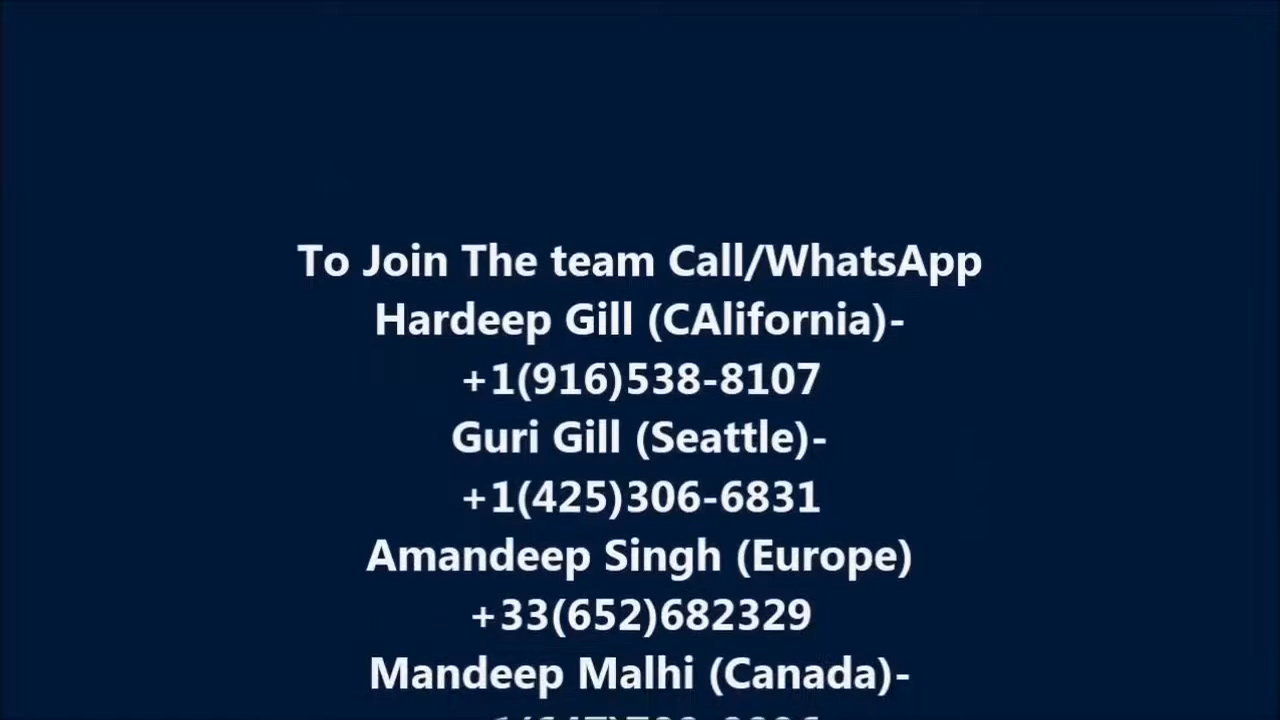 To Join The team Call/WhatsApp
Hardeep Gill (CAlifornia)-
+1(916)538-8107
Guri Gill (Seattle)-
+1(425)306-6831
Amandeep Singh (Europe)
+33(652)682329
Mandeep Malhi (Canada)-